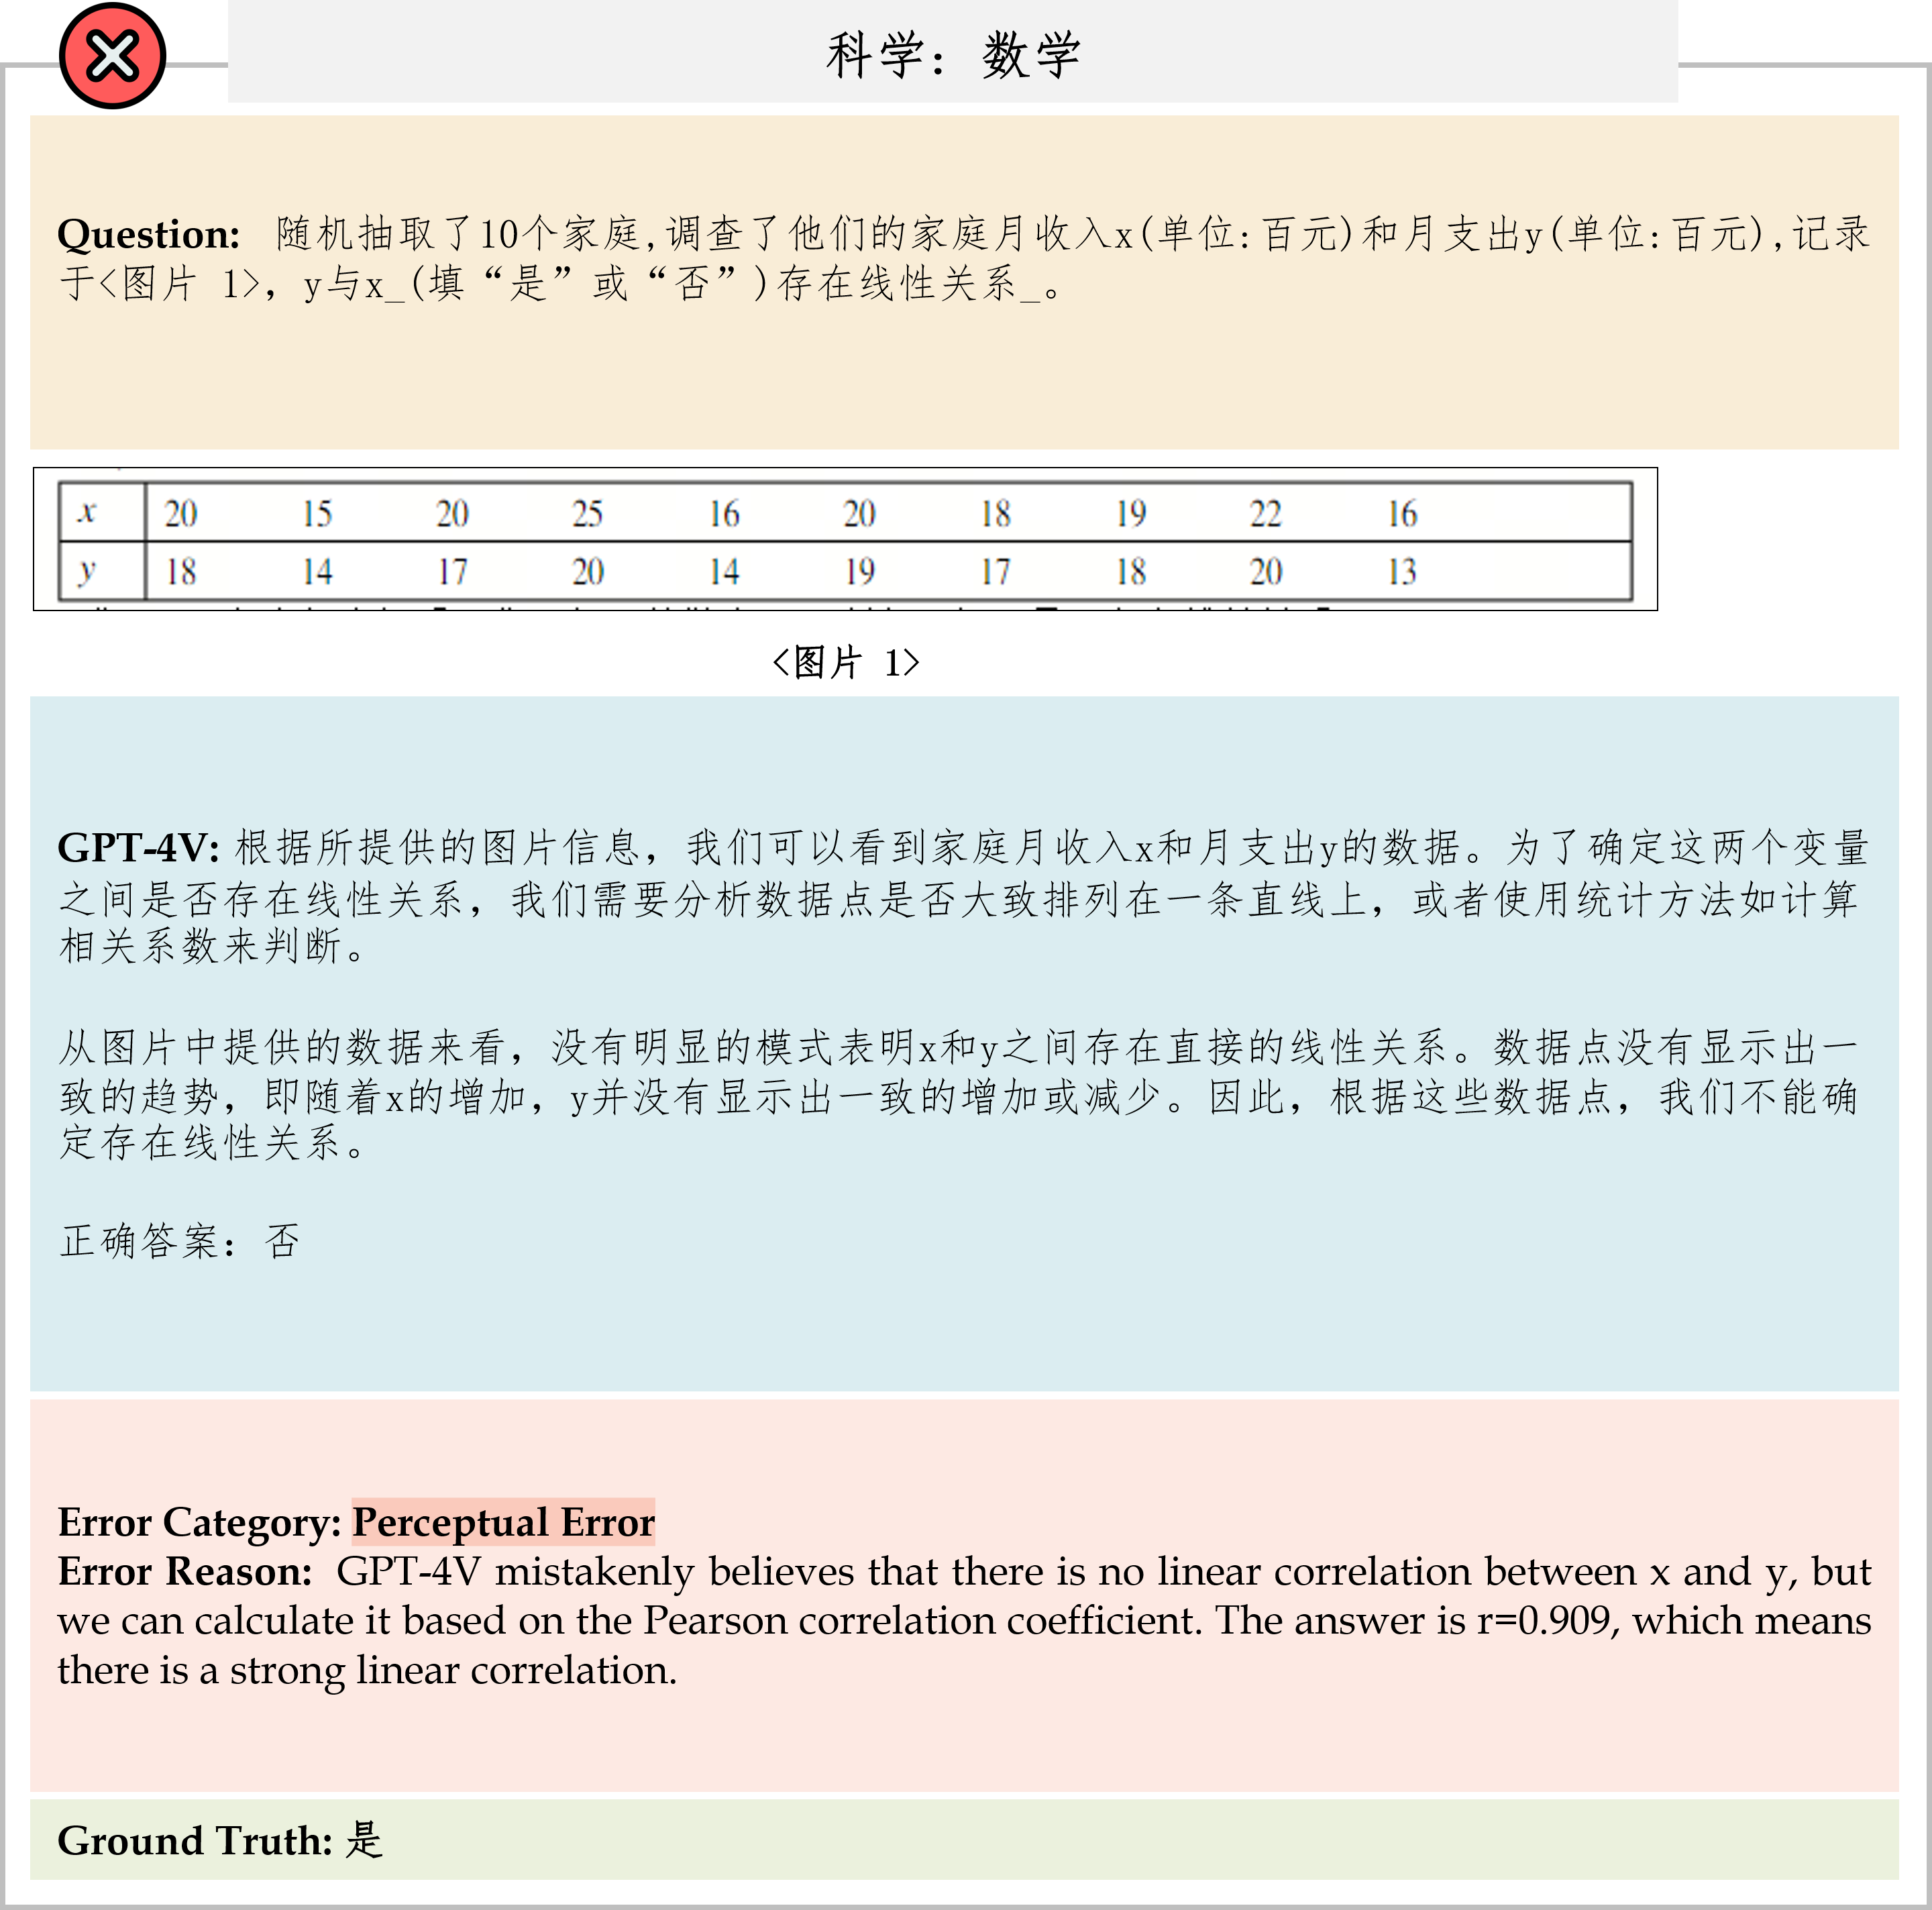 科学：数学
Question: 随机抽取了10个家庭,调查了他们的家庭月收入x(单位:百元)和月支出y(单位:百元),记录
于<图片 1>，y与x_(填“是”或“否”)存在线性关系_。
x 20 15 20 25 16 20 18 19 22 16
y 18 14 17 20 14 19 17 18 20 13
<图片 1>
GPT-4V: 根据所提供的图片信息，我们可以看到家庭月收入x和月支出y的数据。为了确定这两个变量
之间是否存在线性关系，我们需要分析数据点是否大致排列在一条直线上，或者使用统计方法如计算
相关系数来判断。
从图片中提供的数据来看，没有明显的模式表明x和y之间存在直接的线性关系。数据点没有显示出一
致的趋势，即随着x的增加，y并没有显示出一致的增加或减少。因此，根据这些数据点，我们不能确
定存在线性关系。
正确答案：否
Error Category: Perceptual Error
Error Reason: GPT-4V mistakenly believes that there is no linear correlation between x and y, but
we can calculate it based on the Pearson correlation coefficient. The answer is r=0.909, which means
there is a strong linear correlation.
Ground Truth: 是